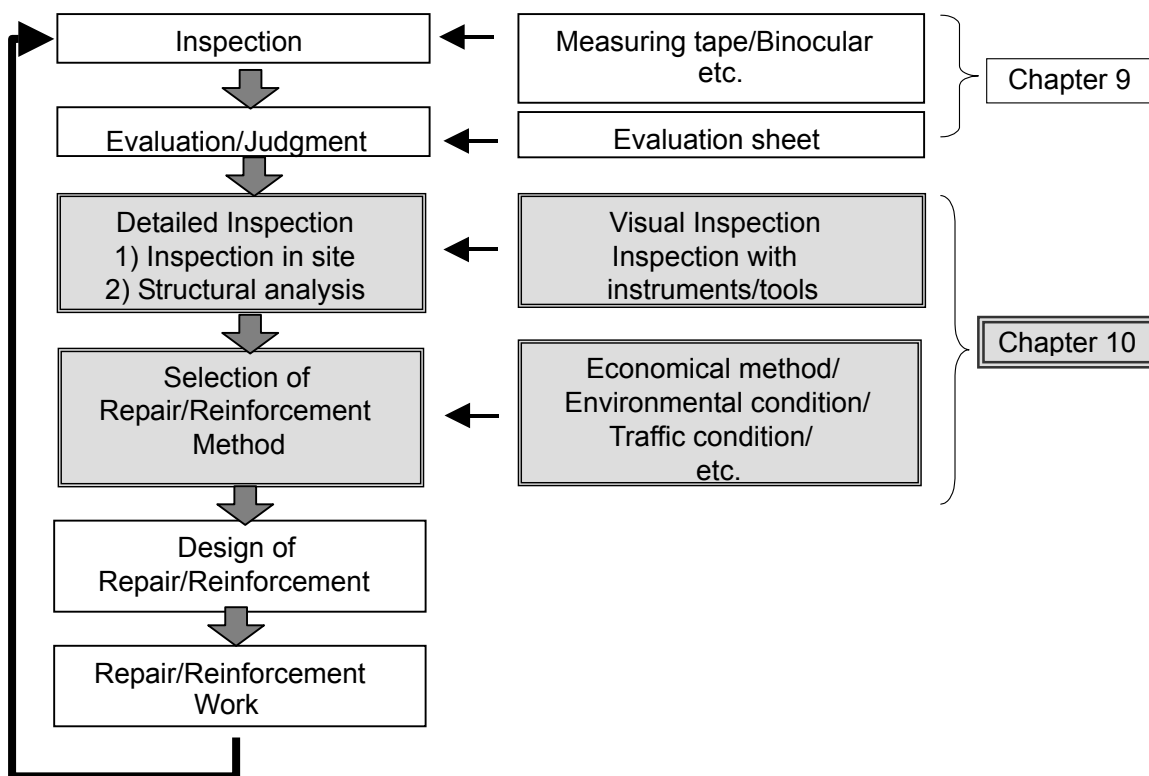 Inspection
Measuring tape/Binocular
etc.
Chapter 9
Evaluation/Judgment
Evaluation sheet
Detailed Inspection
1) Inspection in site
2) Structural analysis
Visual Inspection
Inspection with
instruments/tools
Chapter 10
Selection of
Repair/Reinforcement
Method
Economical method/
Environmental condition/
Traffic condition/
etc.
Design of
Repair/Reinforcement
Repair/Reinforcement
Work